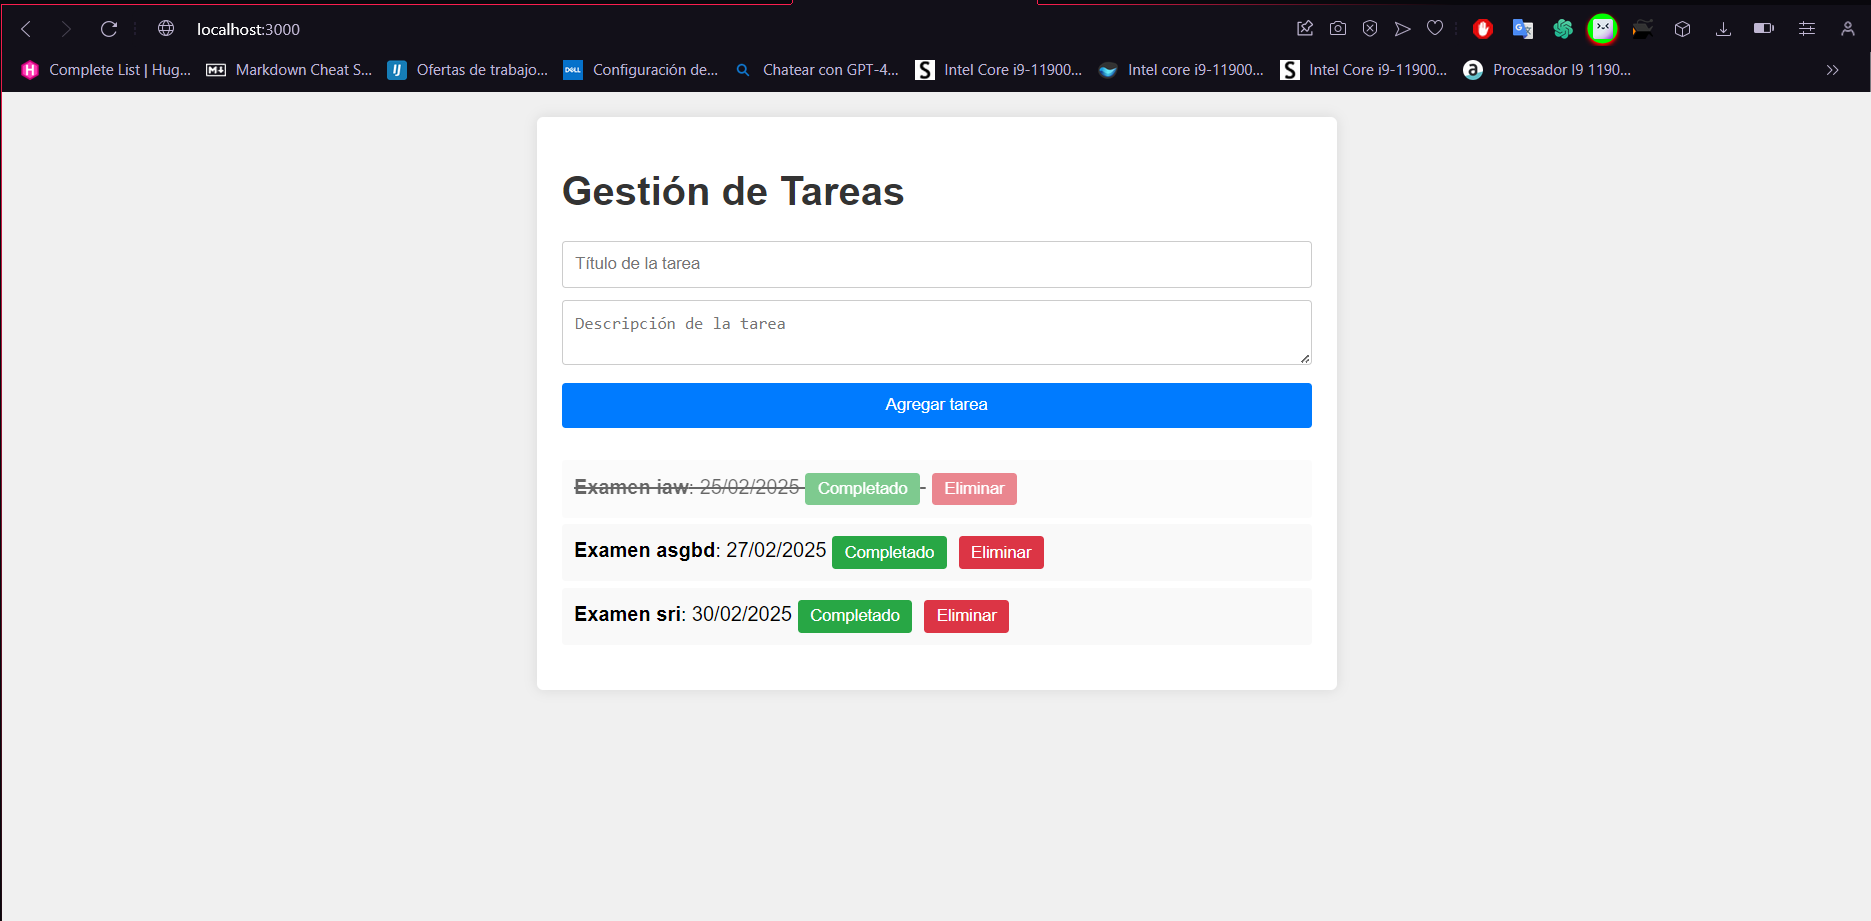 localhost:3000
Complete List | Hug...
Markdown Cheat S...
Ofertas de trabajo...
DELL
Configuración de...
Chatear con GPT-4...
Intel Core i9-11900...
Intel core i9-11900...
Intel Core i9-11900...
Procesador I9 1190...
Gestión de Tareas
Título de la tarea
Descripción de la tarea
Agregar tarea
Examen iaw: 25/02/2025 Completado Eliminar
Examen asgbd: 27/02/2025 Completado Eliminar
Examen sri: 30/02/2025 Completado Eliminar